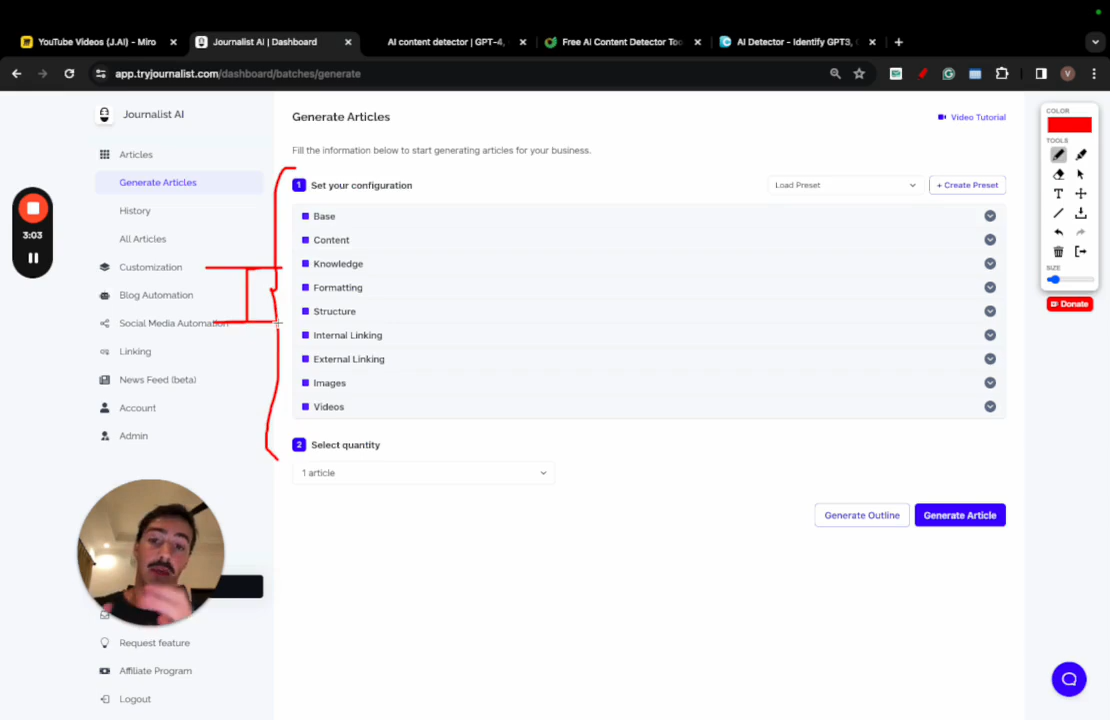 YouTube Videos (J.AI) - Miro
Journalist AI | Dashboard
AI content detector | GPT-4,
Free AI Content Detector Too
AI Detector - Identify GPT3,
app.tryjournalist.com/dashboard/batches/generate
V
Journalist AI
Articles
Generate Articles
History
All Articles
Customization
Blog Automation
Social Media Automation
Linking
News Feed (beta)
Account
Admin
Request feature
Affiliate Program
Logout
3:03
Generate Articles
Video Tutorial
Fill the information below to start generating articles for your business.
1 Set your configuration
Load Preset
+ Create Preset
Base
Content
Knowledge
Formatting
Structure
Internal Linking
External Linking
Images
Videos
2 Select quantity
1 article
Generate Outline
Generate Article
COLOR
TOOLS
T
SIZE
Donate